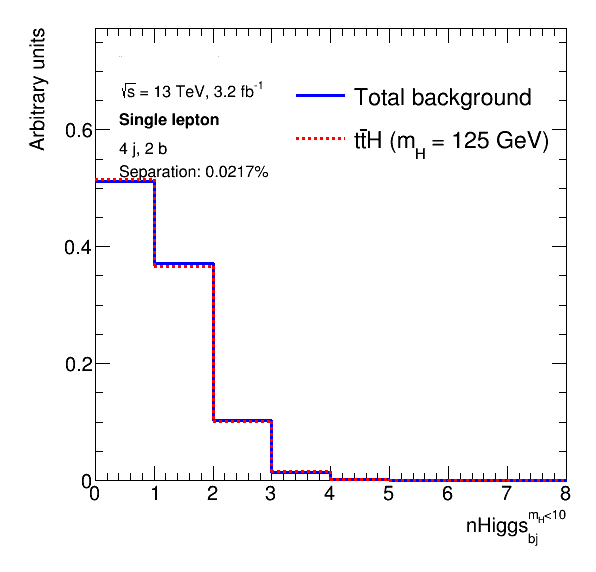 Arbitrary units
√s = 13 TeV, 3.2 fb⁻¹
Single lepton
4 j, 2 b
Separation: 0.0217%
Total background
tt̄H (m_H = 125 GeV)
0.6
0.4
0.2
0
0 1 2 3 4 5 6 7 8
nHiggs_bj^m_H<10